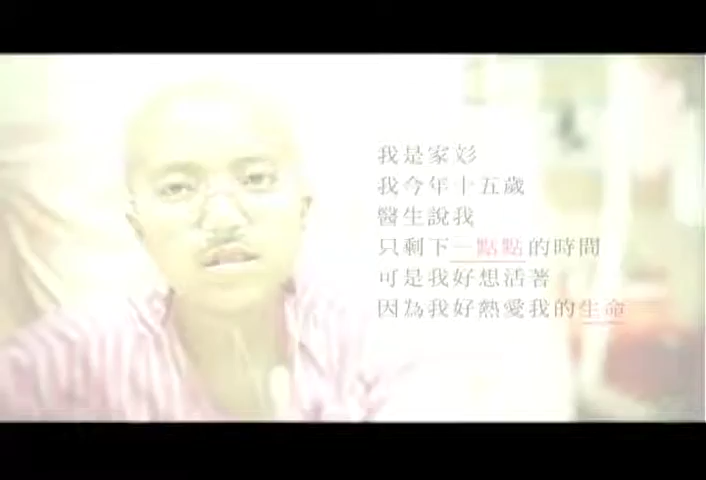 我是家彣
我今年十五歲
醫生說我
只剩下一點點的時間
可是我好想活著
因為我好熱愛我的生命